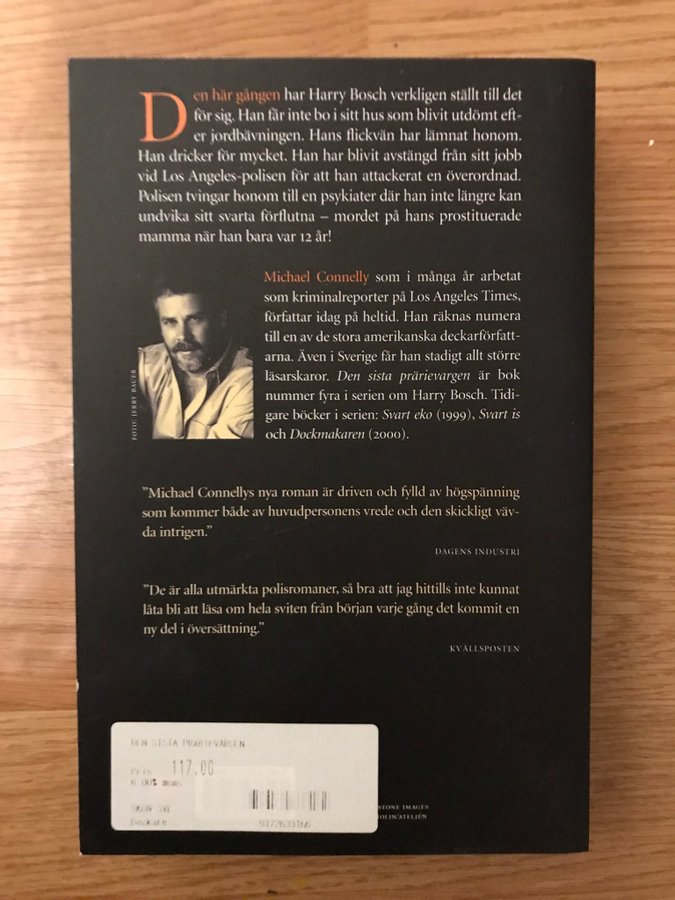 Den här gången har Harry Bosch verkligen ställt till det
för sig. Han får inte bo i sitt hus som blivit utdömt eft-
er jordbävningen. Hans flickvän har lämnat honom.
Han dricker för mycket. Han har blivit avstängd från sitt jobb
vid Los Angeles-polisen för att han attackerat en överordnad.
Polisen tvingar honom till en psykiater där han inte längre kan
undvika sitt svarta förflutna – mordet på hans prostituerade
mamma när han bara var 12 år!
Michael Connelly som i många år arbetat
som kriminalreporter på Los Angeles Times,
författar idag på heltid. Han räknas numera
till en av de stora amerikanska deckarförfatt-
arna. Även i Sverige får han stadigt allt större
läsarskaror. Den sista prärievargen är bok
nummer fyra i serien om Harry Bosch. Tidi-
gare böcker i serien: Svart eko (1999), Svart is
och Dockmakaren (2000).
FOTO: JERRY BAUER
”Michael Connellys nya roman är driven och fylld av högspänning
som kommer både av huvudpersonens vrede och den skickligt väv-
da intrigen.”
DAGENS INDUSTRI
”De är alla utmärkta polisromaner, så bra att jag hittills inte kunnat
låta bli att läsa om hela sviten från början varje gång det kommit en
ny del i översättning.”
KVÄLLSPOSTEN
DEN SISTA PRÄRIEVARGEN
Pris 117.00
6.00% moms
SKÖN SVE
Deckare
STONE IMAGES